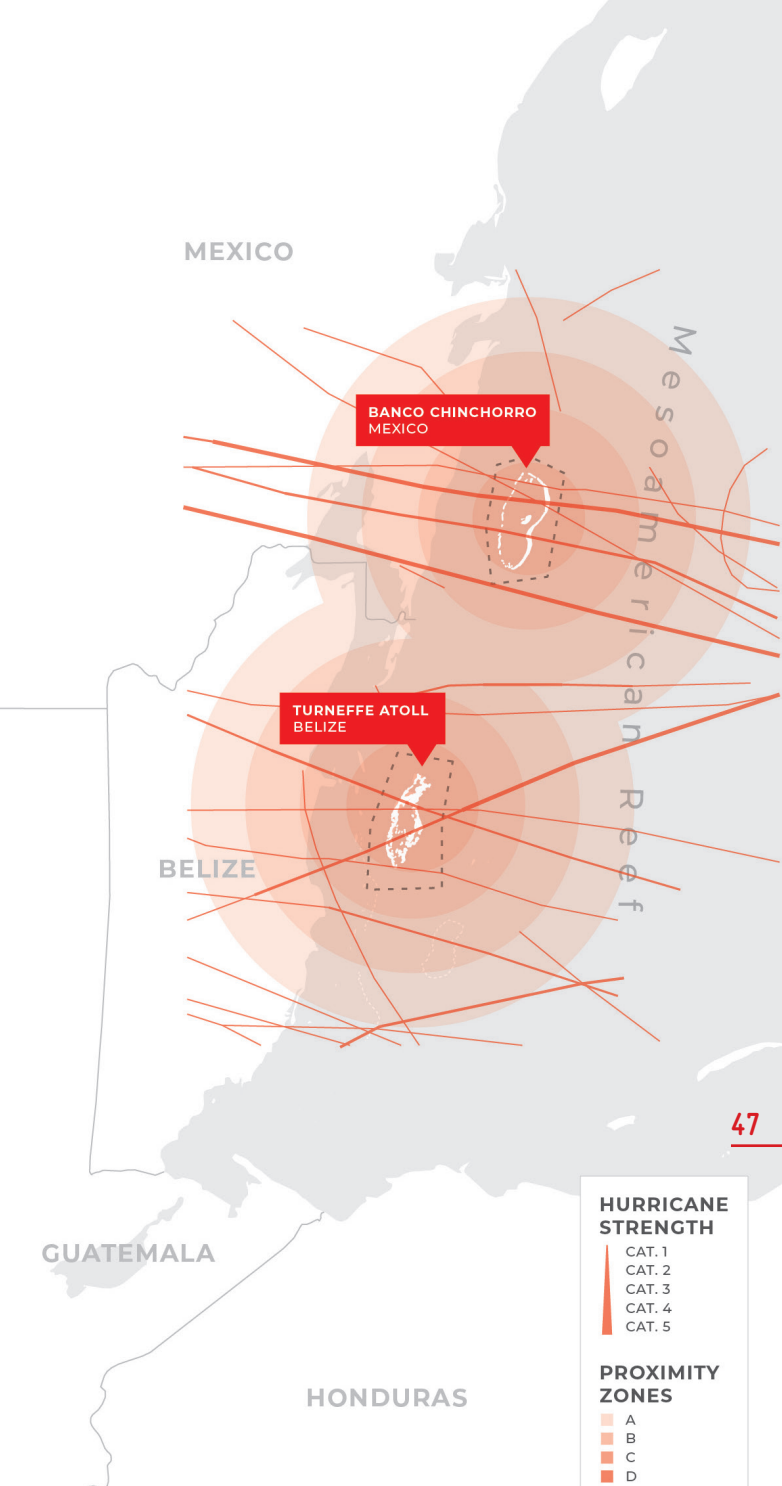 MEXICO
Mesoamerican Reef
BANCO CHINCHORRO
MEXICO
TURNEFFE ATOLL
BELIZE
BELIZE
47
GUATEMALA
HONDURAS
HURRICANE
STRENGTH
CAT. 1
CAT. 2
CAT. 3
CAT. 4
CAT. 5
PROXIMITY
ZONES
A
B
C
D